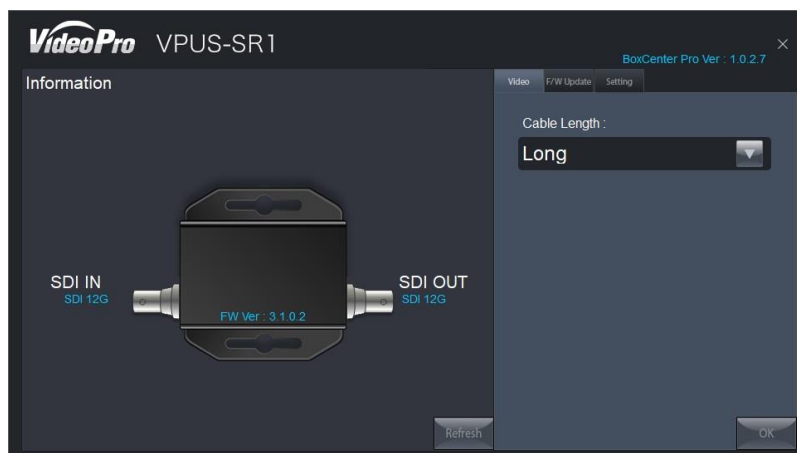 VideoPro VPUS-SR1
BoxCenter Pro Ver : 1.0.2.7
Information
Video F/W Update Setting
Cable Length :
Long
SDI IN
SDI 12G
SDI OUT
SDI 12G
FW Ver : 3.1.0.2
Refresh
OK